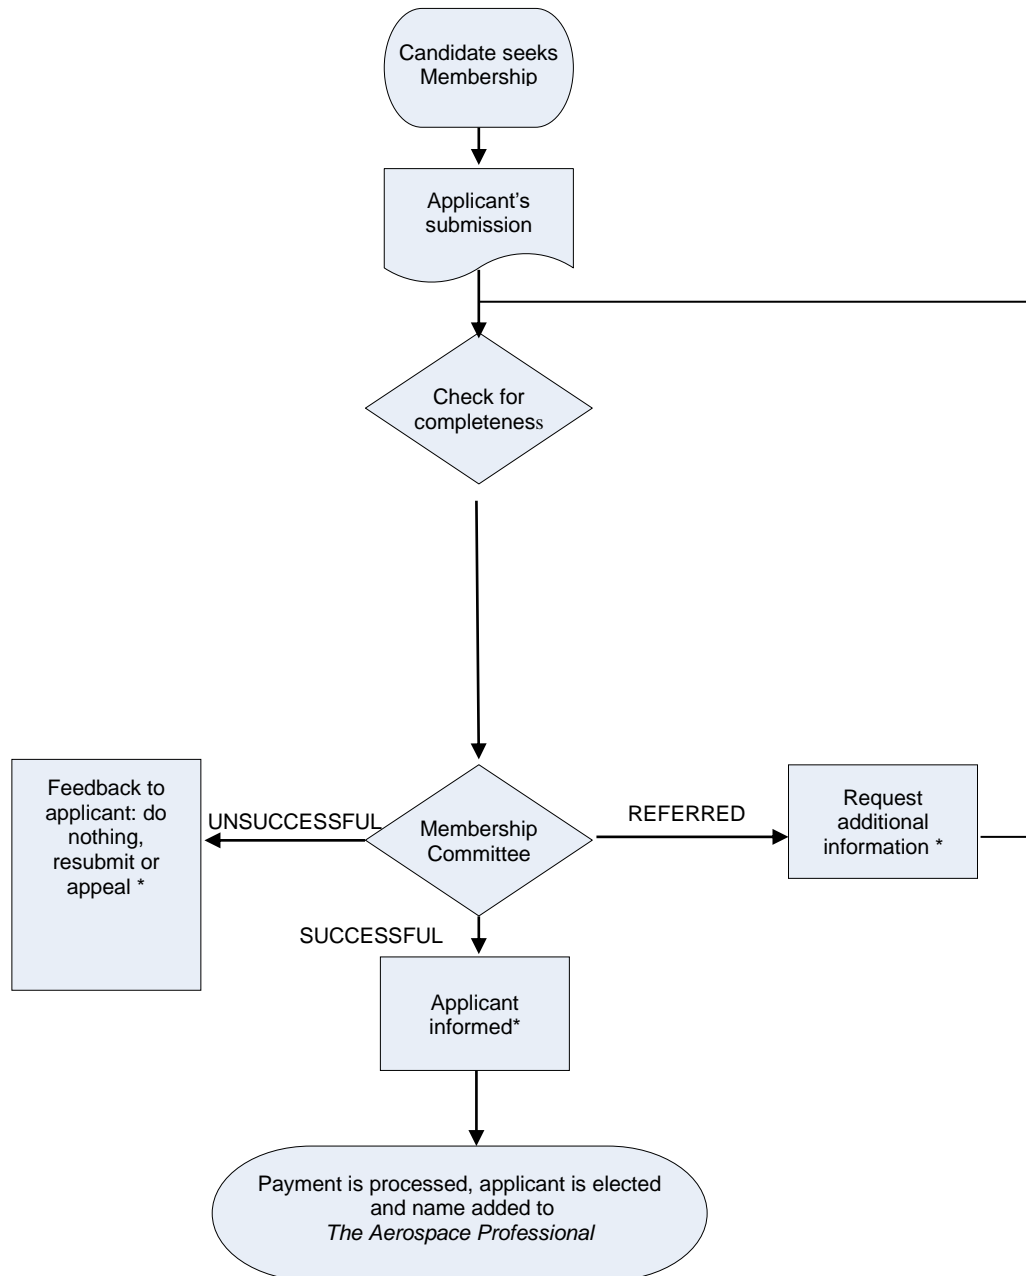 Candidate seeks
Membership
Applicant’s
submission
Check for
completeness
Feedback to
applicant: do
nothing,
resubmit or
appeal *
UNSUCCESSFUL
Membership
Committee
REFERRED
Request
additional
information *
SUCCESSFUL
Applicant
informed*
Payment is processed, applicant is elected
and name added to
The Aerospace Professional